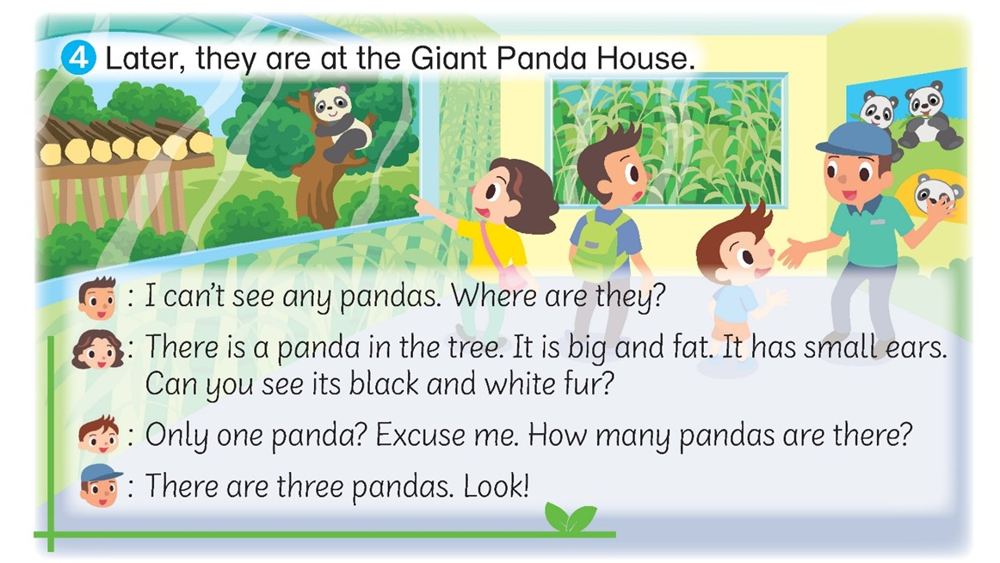 4 Later, they are at the Giant Panda House.
: I can't see any pandas. Where are they?
: There is a panda in the tree. It is big and fat. It has small ears.
Can you see its black and white fur?
: Only one panda? Excuse me. How many pandas are there?
: There are three pandas. Look!